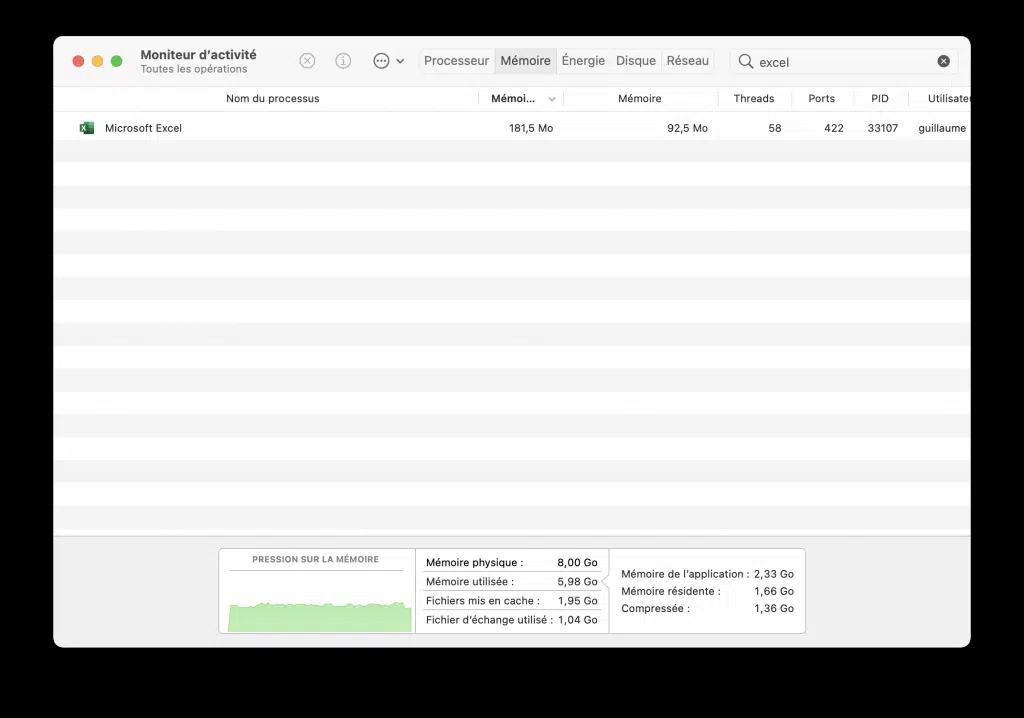 Moniteur d’activité
Toutes les opérations
Processeur Mémoire Énergie Disque Réseau
excel
Nom du processus Mémoi... Mémoire Threads Ports PID Utilisateu
Microsoft Excel 181,5 Mo 92,5 Mo 58 422 33107 guillaume
PRESSION SUR LA MÉMOIRE
Mémoire physique : 8,00 Go
Mémoire utilisée : 5,98 Go
Fichiers mis en cache : 1,95 Go
Fichier d’échange utilisé : 1,04 Go
Mémoire de l’application : 2,33 Go
Mémoire résidente : 1,66 Go
Compressée : 1,36 Go